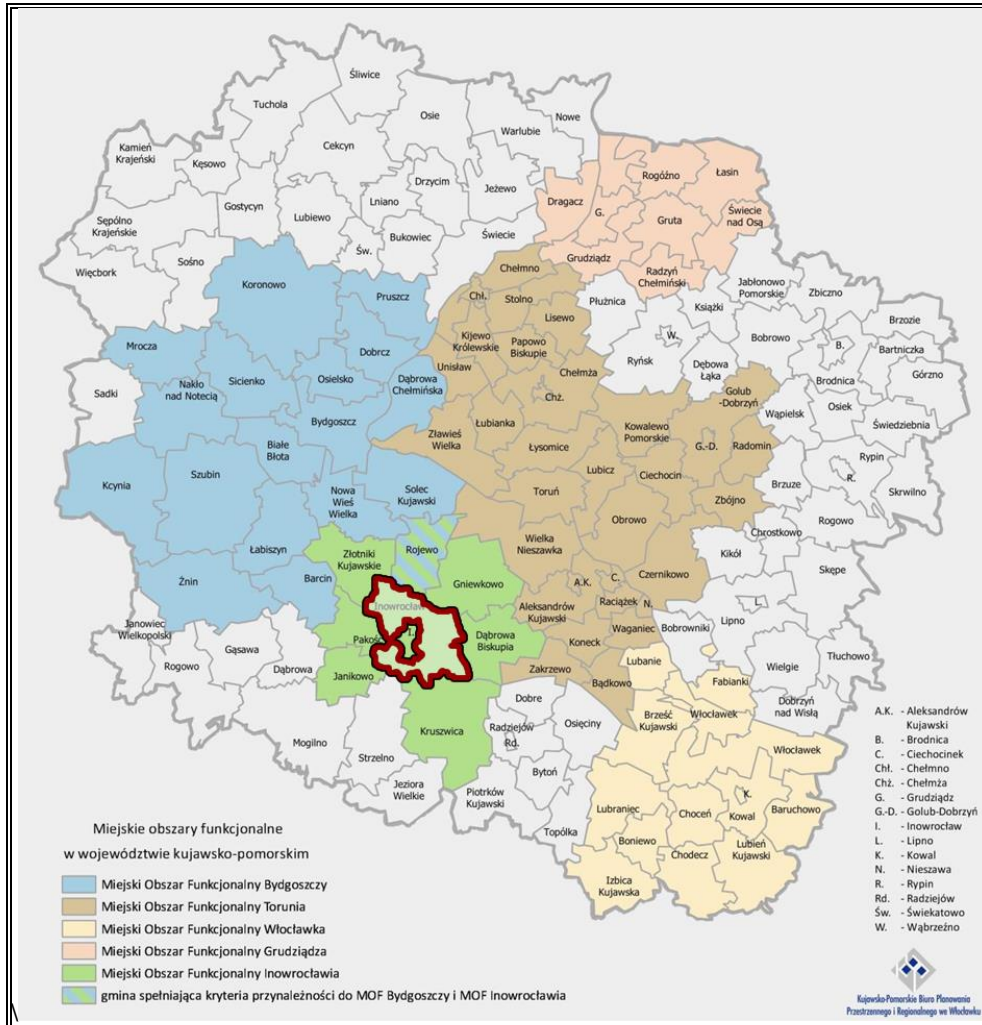 Śliwice
Tuchola
Osie
Nowe
Warlubie
Cekcyn
Kamień
Krajeński
Kęsowo
Drzycim
Rogóźno
Łasin
Lniano
Jeżewo
Dragacz
G.
Gostycyn
Lubiewo
Bukowiec
Gruta
Świecie
nad Osą
Sępólno
Krajeńskie
Św.
Świecie
Sośno
Grudziądz
Radzyń
Chełmiński
Więcbork
Koronowo
Chełmno
Jabłonowo
Pomorskie
Zbiczno
Pruszcz
Chł.
Stolno
Płużnica
Książki
Brzozie
Lisewo
W.
Bobrowo
B.
Bartniczka
Mrocza
Dobrcz
Kijewo
Królewskie
Papowo
Biskupie
Ryńsk
Dębowa
Łąka
Górzno
Sadki
Nakło
nad Notecią
Sicienko
Osielsko
Dąbrowa
Chełmińska
Unisław
Chełmża
Brodnica
Chż.
Golub
-Dobrzyń
Osiek
Wąpielsk
Świedziebnia
Bydgoszcz
Łubianka
Kowalewo
Pomorskie
Białe
Błota
Zławieś
Wielka
Łysomice
G.-D.
Radomin
Rypin
R.
Szubin
Lubicz
Ciechocin
Kcynia
Solec
Kujawski
Brzuze
Skrwilno
Nowa
Wieś
Wielka
Toruń
Zbójno
Obrowo
Rogowo
Chrostkowo
Wielka
Nieszawka
Łabiszyn
Złotniki
Kujawskie
Rojewo
Kikół
Skępe
Czernikowo
Żnin
Barcin
Gniewkowo
A.K.
C.
Inowrocław
Aleksandrów
Kujawski
Raciążek
N.
L.
Lipno
Janowiec
Wielkopolski
Waganiec
Bobrowniki
I.
Pakość
Dąbrowa
Biskupia
Koneck
Gąsawa
Tłuchowo
Rogowo
Dąbrowa
Janikowo
Zakrzewo
Lubanie
Wielgie
Bądkowo
Fabianki
Dobre
Dobrzyń
nad Wisłą
Brześć
Kujawski
Włocławek
Kruszwica
Radziejów
Rd.
Osięciny
Mogilno
Włocławek
Strzelno
Bytoń
Jeziora
Wielkie
Piotrków
Kujawski
K.
Lubraniec
Choceń
Kowal
Baruchowo
Topólka
Boniewo
Chodecz
Lubień
Kujawski
Izbica
Kujawska
A.K. - Aleksandrów
Kujawski
B. - Brodnica
C. - Ciechocinek
Chł. - Chełmno
Chż. - Chełmża
G. - Grudziądz
G.-D. - Golub-Dobrzyń
I. - Inowrocław
L. - Lipno
K. - Kowal
N. - Nieszawa
R. - Rypin
Rd. - Radziejów
Św. - Świekatowo
W. - Wąbrzeźno
Miejskie obszary funkcjonalne
w województwie kujawsko-pomorskim
Miejski Obszar Funkcjonalny Bydgoszczy
Miejski Obszar Funkcjonalny Torunia
Miejski Obszar Funkcjonalny Włocławka
Miejski Obszar Funkcjonalny Grudziądza
Miejski Obszar Funkcjonalny Inowrocławia
gmina spełniająca kryteria przynależności do MOF Bydgoszczy i MOF Inowrocławia
Kujawsko-Pomorskie Biuro Planowania
Przestrzennego i Regionalnego we Włocławku